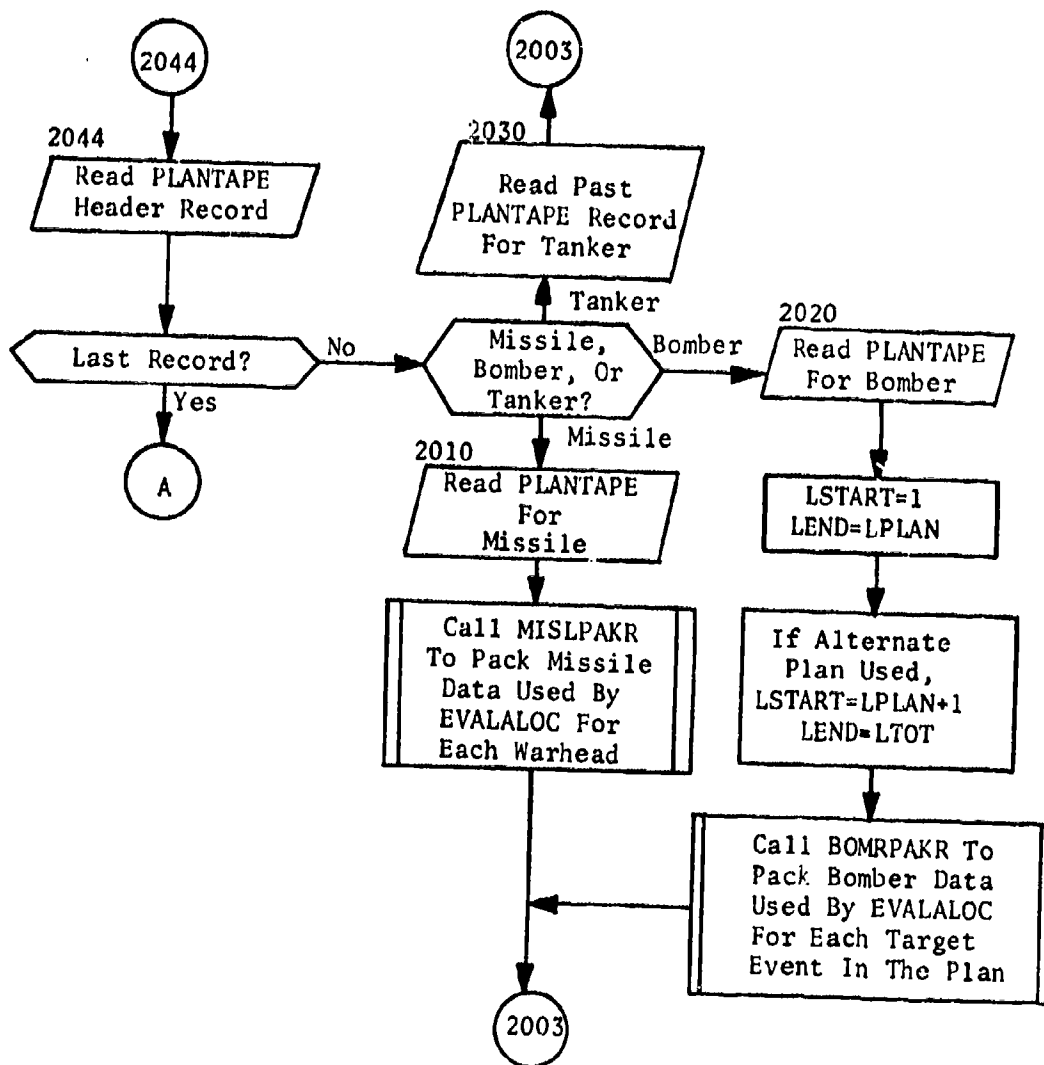 2044
2003
2044
Read PLANTAPE
Header Record
2030
Read Past
PLANTAPE Record
For Tanker
Tanker
Last Record?
No
Yes
A
Missile,
Bomber, Or
Tanker?
Bomber
Missile
2020
Read PLANTAPE
For Bomber
2010
Read PLANTAPE
For
Missile
LSTART=1
LEND=LPLAN
Call MISLPAKR
To Pack Missile
Data Used By
EVALALOC For
Each Warhead
If Alternate
Plan Used,
LSTART=LPLAN+1
LEND=LTOT
Call BOMRPAKR To
Pack Bomber Data
Used By EVALALOC
For Each Target
Event In The Plan
2003